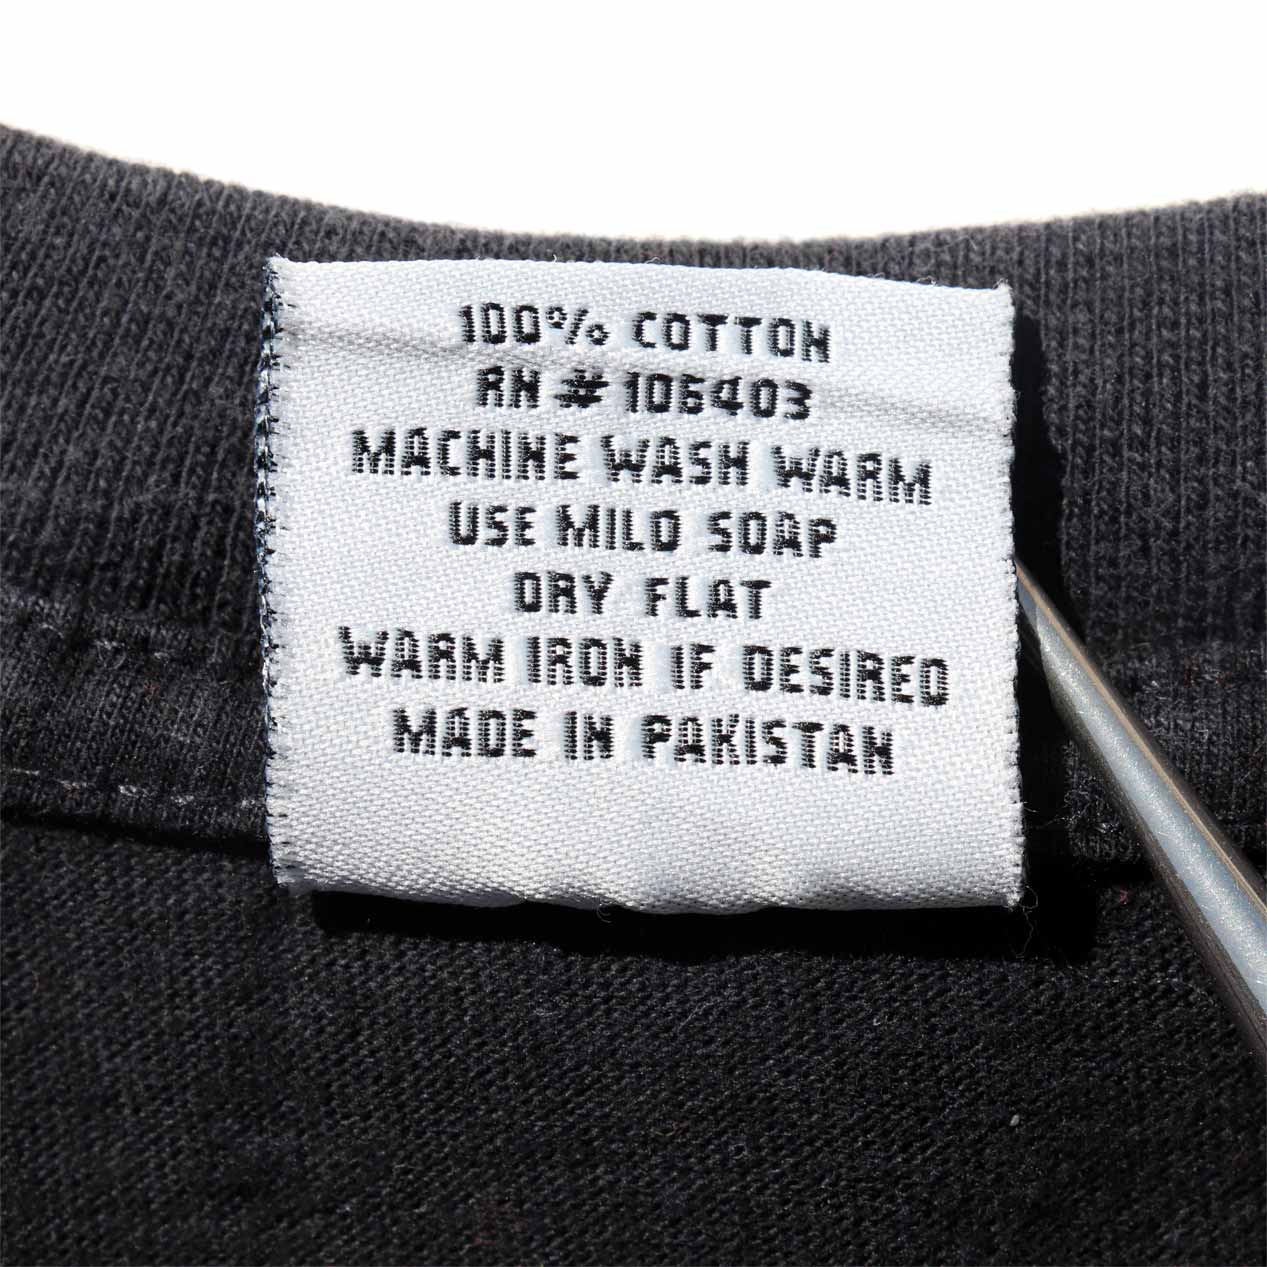 100% COTTON
RN # 106403
MACHINE WASH WARM
USE MILD SOAP
DRY FLAT
WARM IRON IF DESIRED
MADE IN PAKISTAN